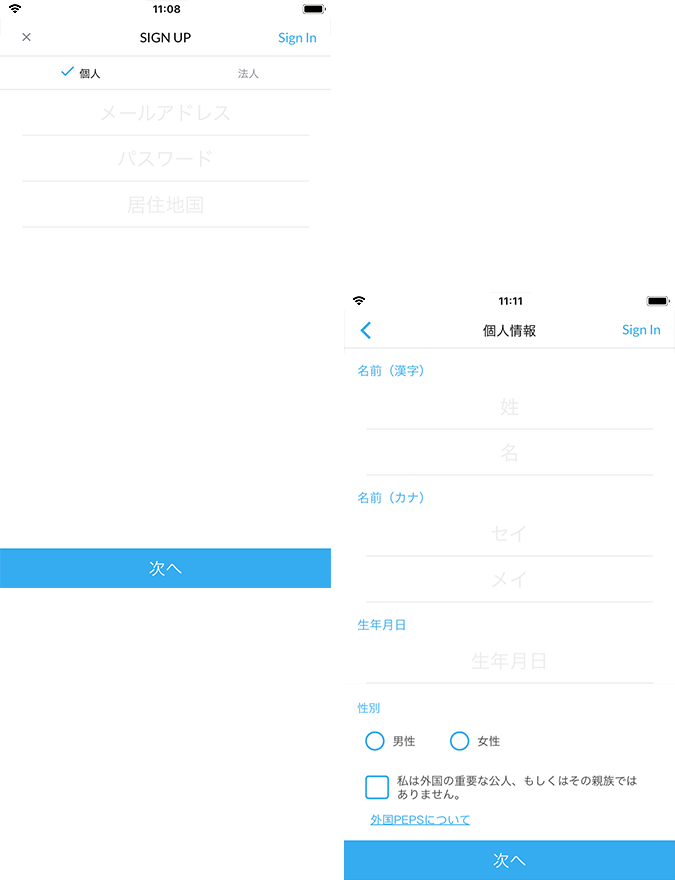 11:08
× SIGN UP Sign In
個人 法人
メールアドレス
パスワード
居住地国
次へ
11:11
個人情報 Sign In
名前（漢字）
姓
名
名前（カナ）
セイ
メイ
生年月日
生年月日
性別
男性 女性
私は外国の重要な公人、もしくはその親族では
ありません。
外国PEPSについて
次へ